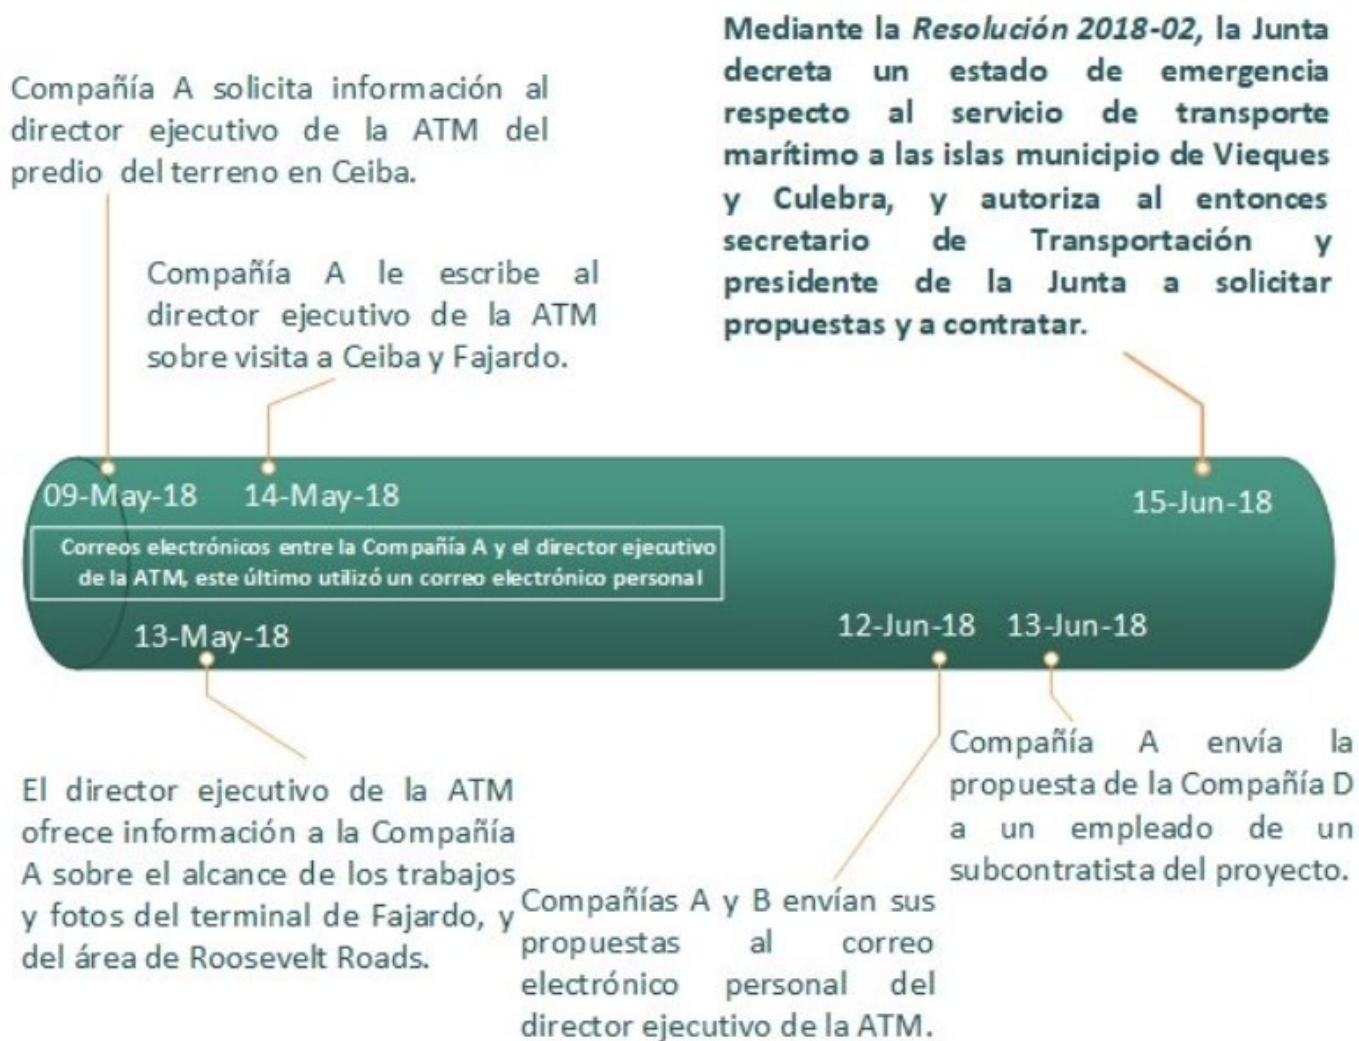 Compañía A solicita información al
director ejecutivo de la ATM del
predio del terreno en Ceiba.
Compañía A le escribe al
director ejecutivo de la ATM
sobre visita a Ceiba y Fajardo.
Mediante la Resolución 2018-02, la Junta
decreta un estado de emergencia
respecto al servicio de transporte
marítimo a las islas municipio de Vieques
y Culebra, y autoriza al entonces
secretario de Transportación y
presidente de la Junta a solicitar
propuestas y a contratar.
09-May-18
14-May-18
15-Jun-18
Correos electrónicos entre la Compañía A y el director ejecutivo
de la ATM, este último utilizó un correo electrónico personal
13-May-18
12-Jun-18
13-Jun-18
El director ejecutivo de la ATM
ofrece información a la Compañía
A sobre el alcance de los trabajos
y fotos del terminal de Fajardo, y
del área de Roosevelt Roads.
Compañías A y B envían sus
propuestas al correo
electrónico personal del
director ejecutivo de la ATM.
Compañía A envía la
propuesta de la Compañía D
a un empleado de un
subcontratista del proyecto.